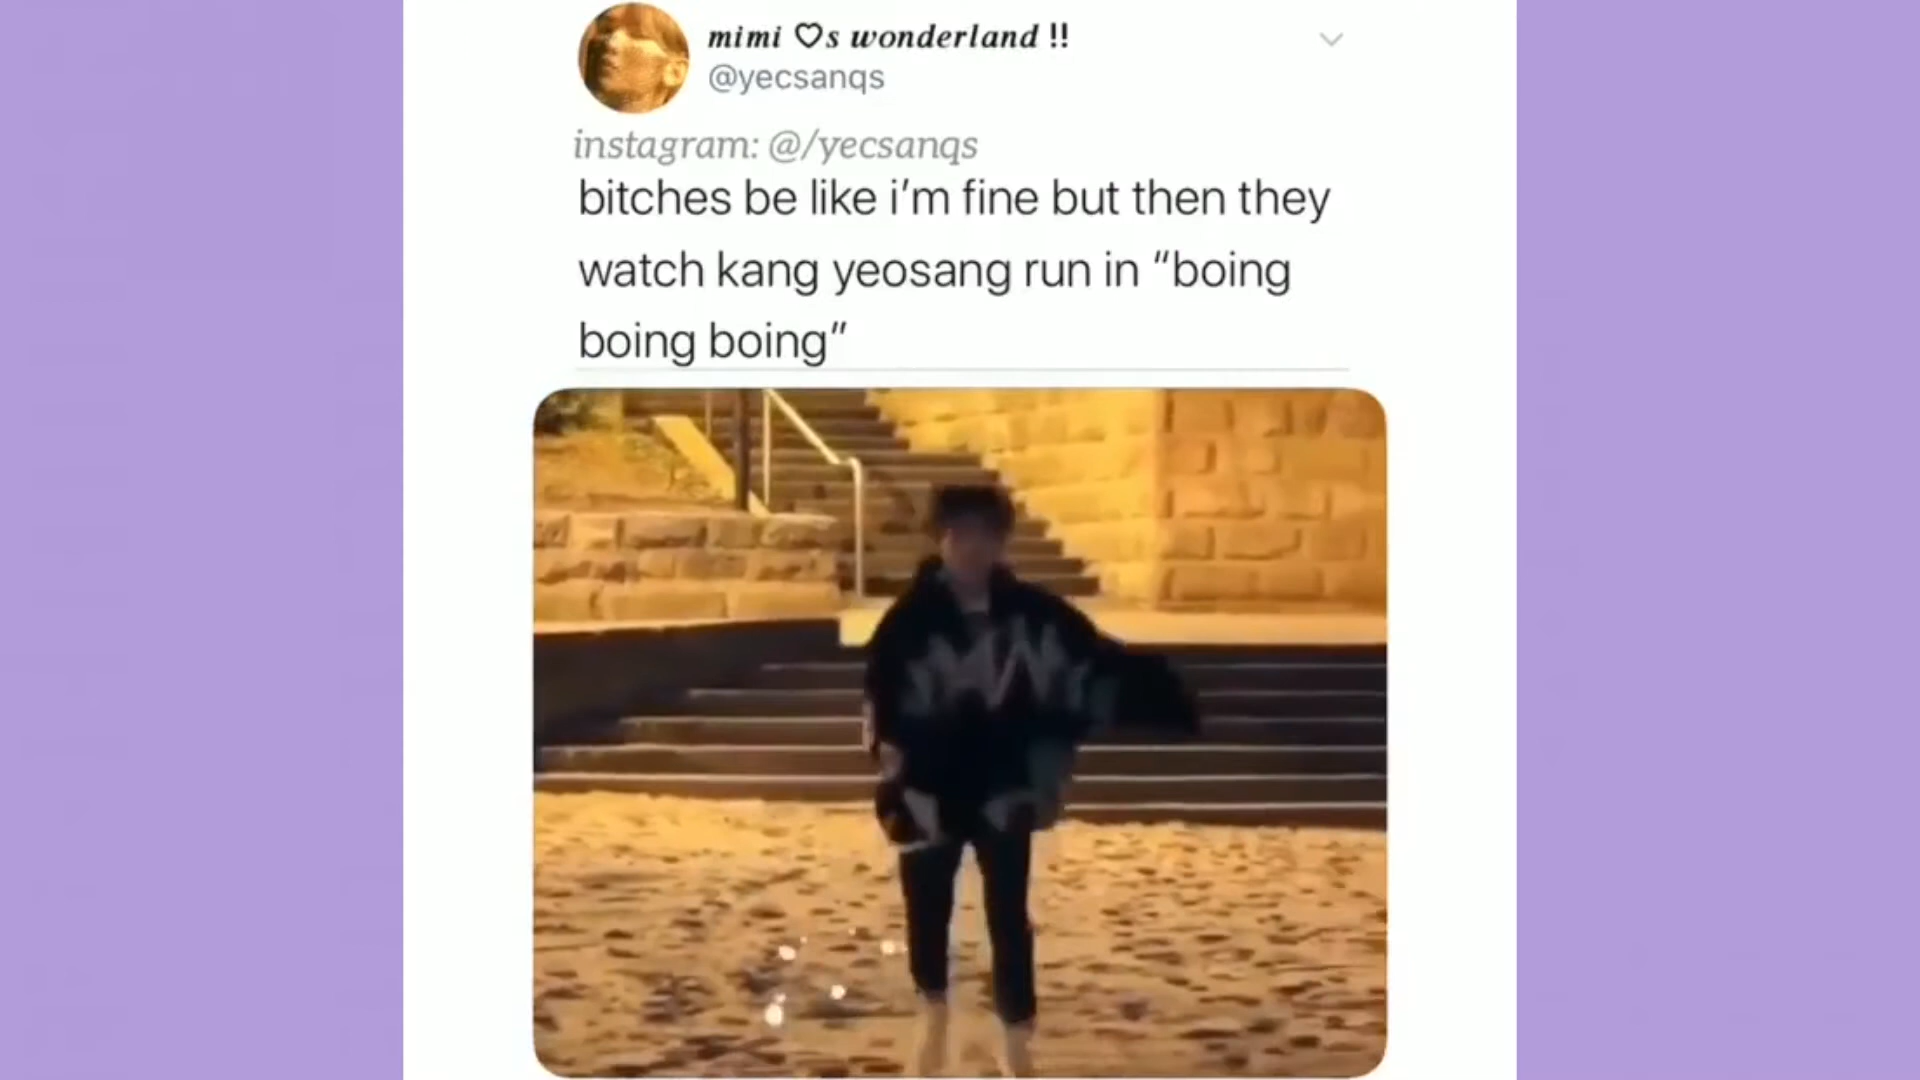 mimi ♡s wonderland !!
@yecsanqs
instagram: @/yecsanqs
bitches be like i’m fine but then they
watch kang yeosang run in “boing
boing boing”